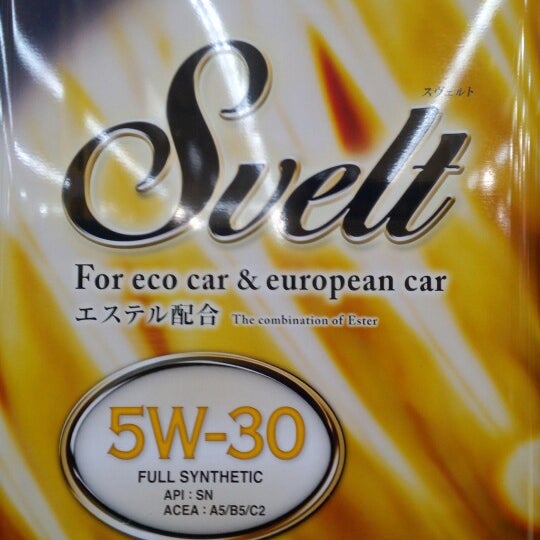 スヴェルト
Svelt
For eco car & european car
エステル配合 The combination of Ester
5W-30
FULL SYNTHETIC
API : SN
ACEA : A5/B5/C2